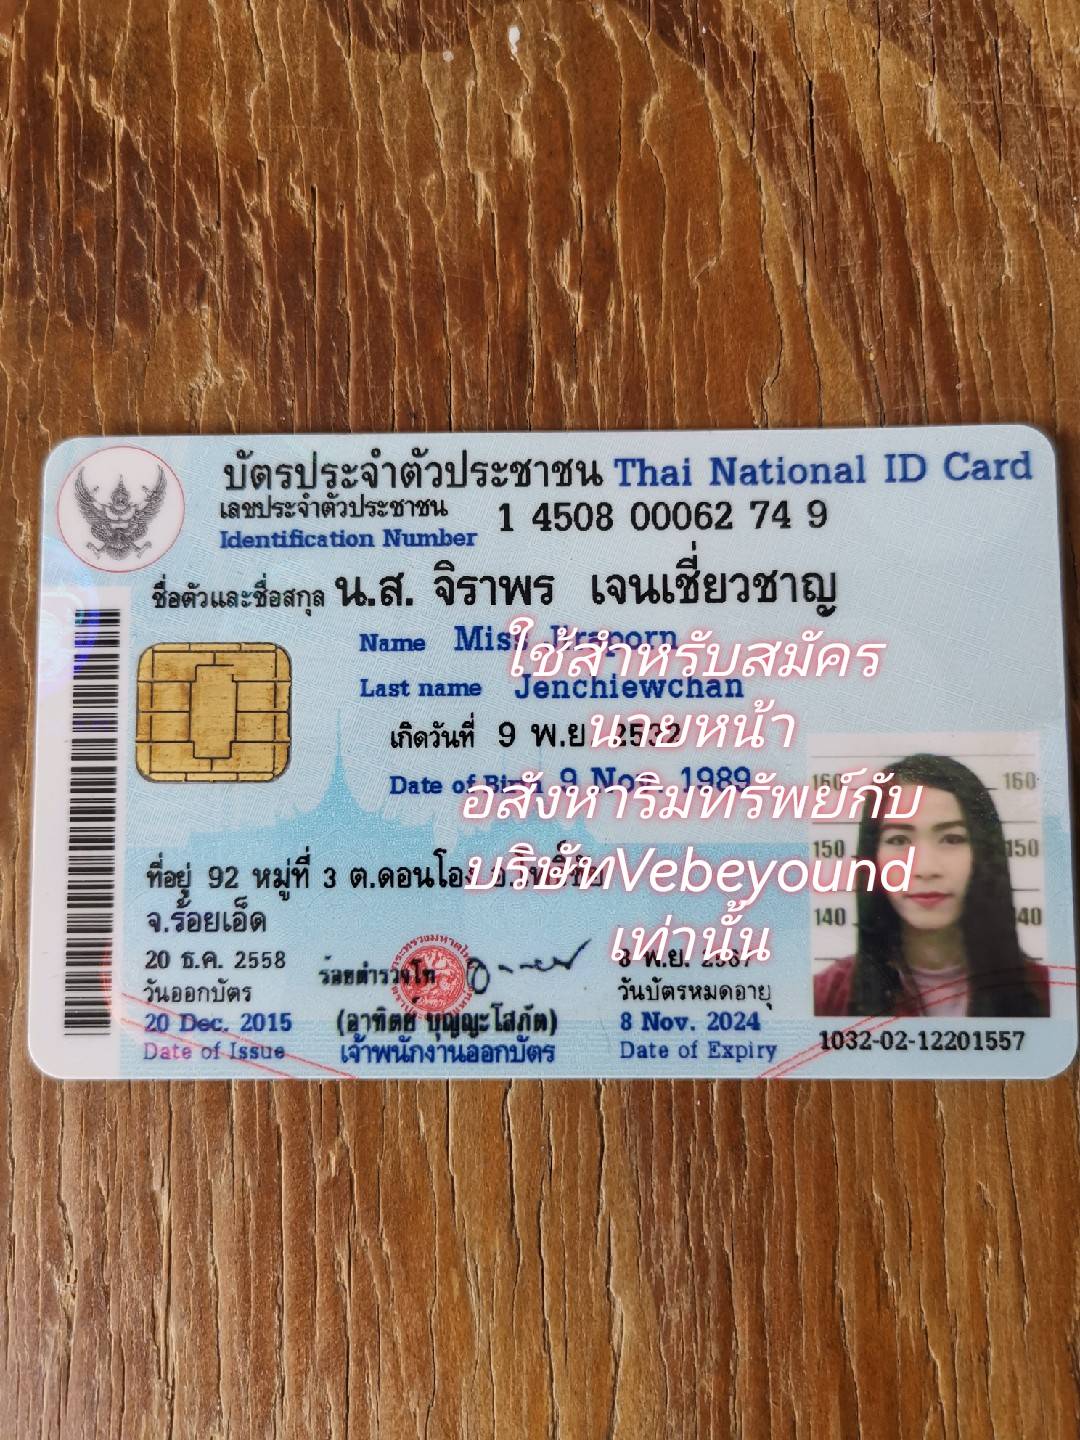 บัตรประจำตัวประชาชน Thai National ID Card
เลขประจำตัวประชาชน
Identification Number
1 4508 00062 74 9
ชื่อตัวและชื่อสกุล น.ส. จิราพร เจนเชี่ยวชาญ
Name Miss Jiraporn
Last name Jenchiewchan
เกิดวันที่ 9 พ.ย. 2532
Date of Birth 9 Nov. 1989
ที่อยู่ 92 หมู่ที่ 3 ต.ดอนโอง
จ.ร้อยเอ็ด
20 ธ.ค. 2558
วันออกบัตร
20 Dec. 2015
Date of Issue
ร้อยตำรวจโท
(อาทิตย์ บุญญะโสภัต)
เจ้าพนักงานออกบัตร
8 พ.ย. 2567
วันบัตรหมดอายุ
8 Nov. 2024
Date of Expiry
160 160
150 150
140 40
1032-02-12201557
ใช้สำหรับสมัคร
นายหน้า
อสังหาริมทรัพย์กับ
บริษัทVebeyound
เท่านั้น